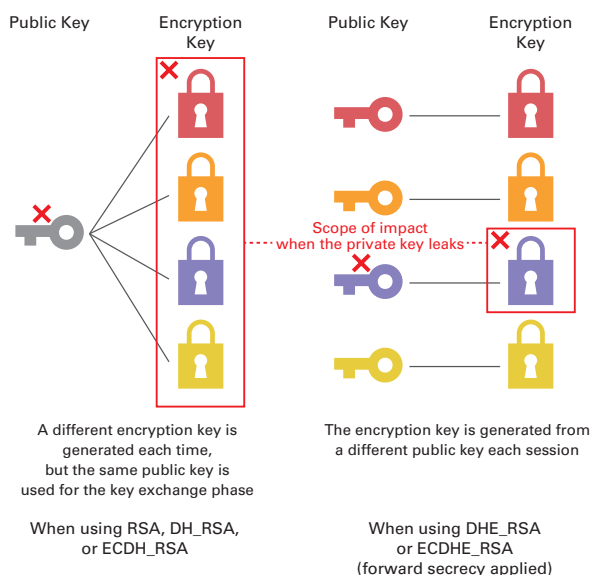 Public Key
Encryption
Key
Public Key
Encryption
Key
Scope of impact
when the private key leaks
A different encryption key is
generated each time,
but the same public key is
used for the key exchange phase
The encryption key is generated from
a different public key each session
When using RSA, DH_RSA,
or ECDH_RSA
When using DHE_RSA
or ECDHE_RSA
(forward secrecy applied)